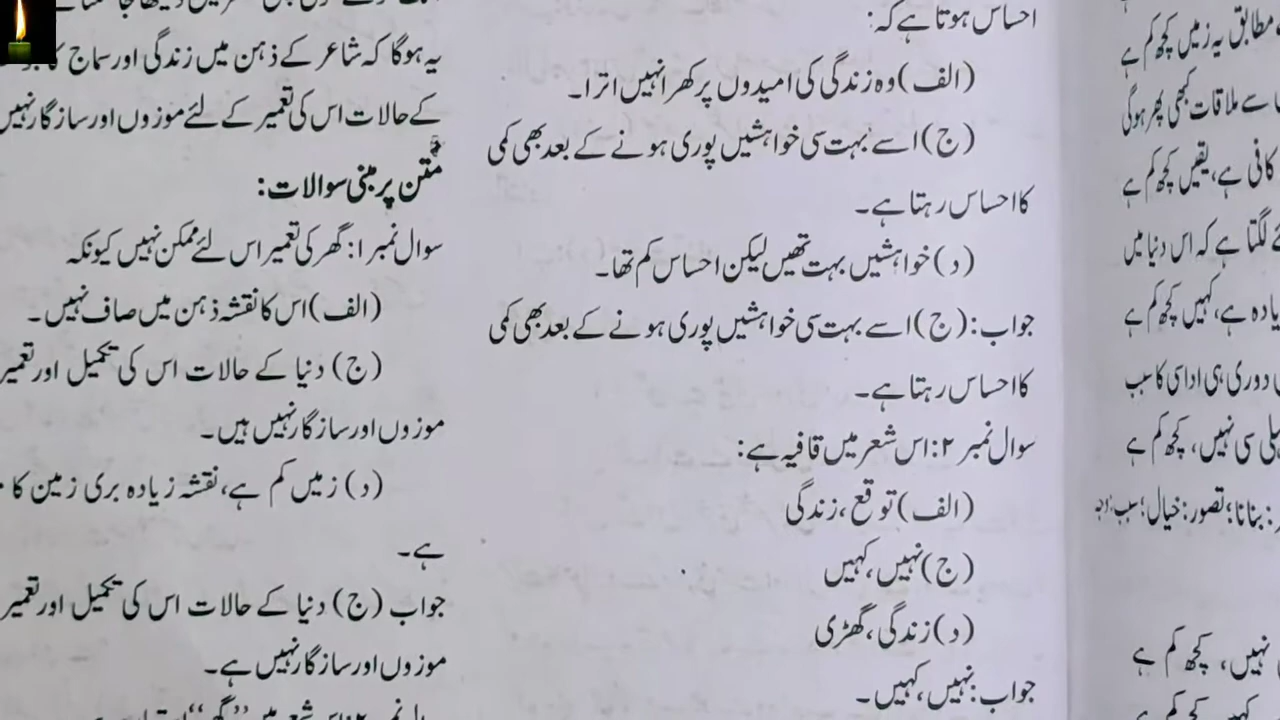 مطابق یہ زمیں کچھ کم ہے
سے ملاقات کبھی پھر ہوگی
کافی ہے، یقیں کچھ کم ہے
لگتا ہے کہ اس دنیا میں
زیادہ ہے، کہیں کچھ کم ہے
دوری ہی اداسی کا سبب
سی نہیں، کچھ کم ہے
بنانا؛ تصور: خیال؛ سبب: وجہ
نہیں، کچھ کم ہے
احساس ہوتا ہے کہ:
(الف) وہ زندگی کی امیدوں پر کھرا نہیں اترا۔
(ج) اسے بہت سی خواہشیں پوری ہونے کے بعد بھی کمی
کا احساس رہتا ہے۔
(د) خواہشیں بہت تھیں لیکن احساس کم تھا۔
جواب: (ج) اسے بہت سی خواہشیں پوری ہونے کے بعد بھی کمی
کا احساس رہتا ہے۔
سوال نمبر ۲: اس شعر میں قافیہ ہے:
(الف) توقع، زندگی
(ج) نہیں، کہیں
(د) زندگی، گھڑی
جواب: نہیں، کہیں۔
یہ ہوگا کہ شاعر کے ذہن میں زندگی اور سماج کا
کے حالات اس کی تعمیر کے لئے موزوں اور سازگار نہیں
متن پر مبنی سوالات:
سوال نمبر ۱: گھر کی تعمیر اس لئے ممکن نہیں کیونکہ
(الف) اس کا نقشہ ذہن میں صاف نہیں۔
(ج) دنیا کے حالات اس کی تکمیل اور تعمیر
موزوں اور سازگار نہیں ہیں۔
(د) زمیں کم ہے، نقشہ زیادہ بری زمین کا
ہے۔
جواب (ج) دنیا کے حالات اس کی تکمیل اور تعمیر
موزوں اور سازگار نہیں ہے۔